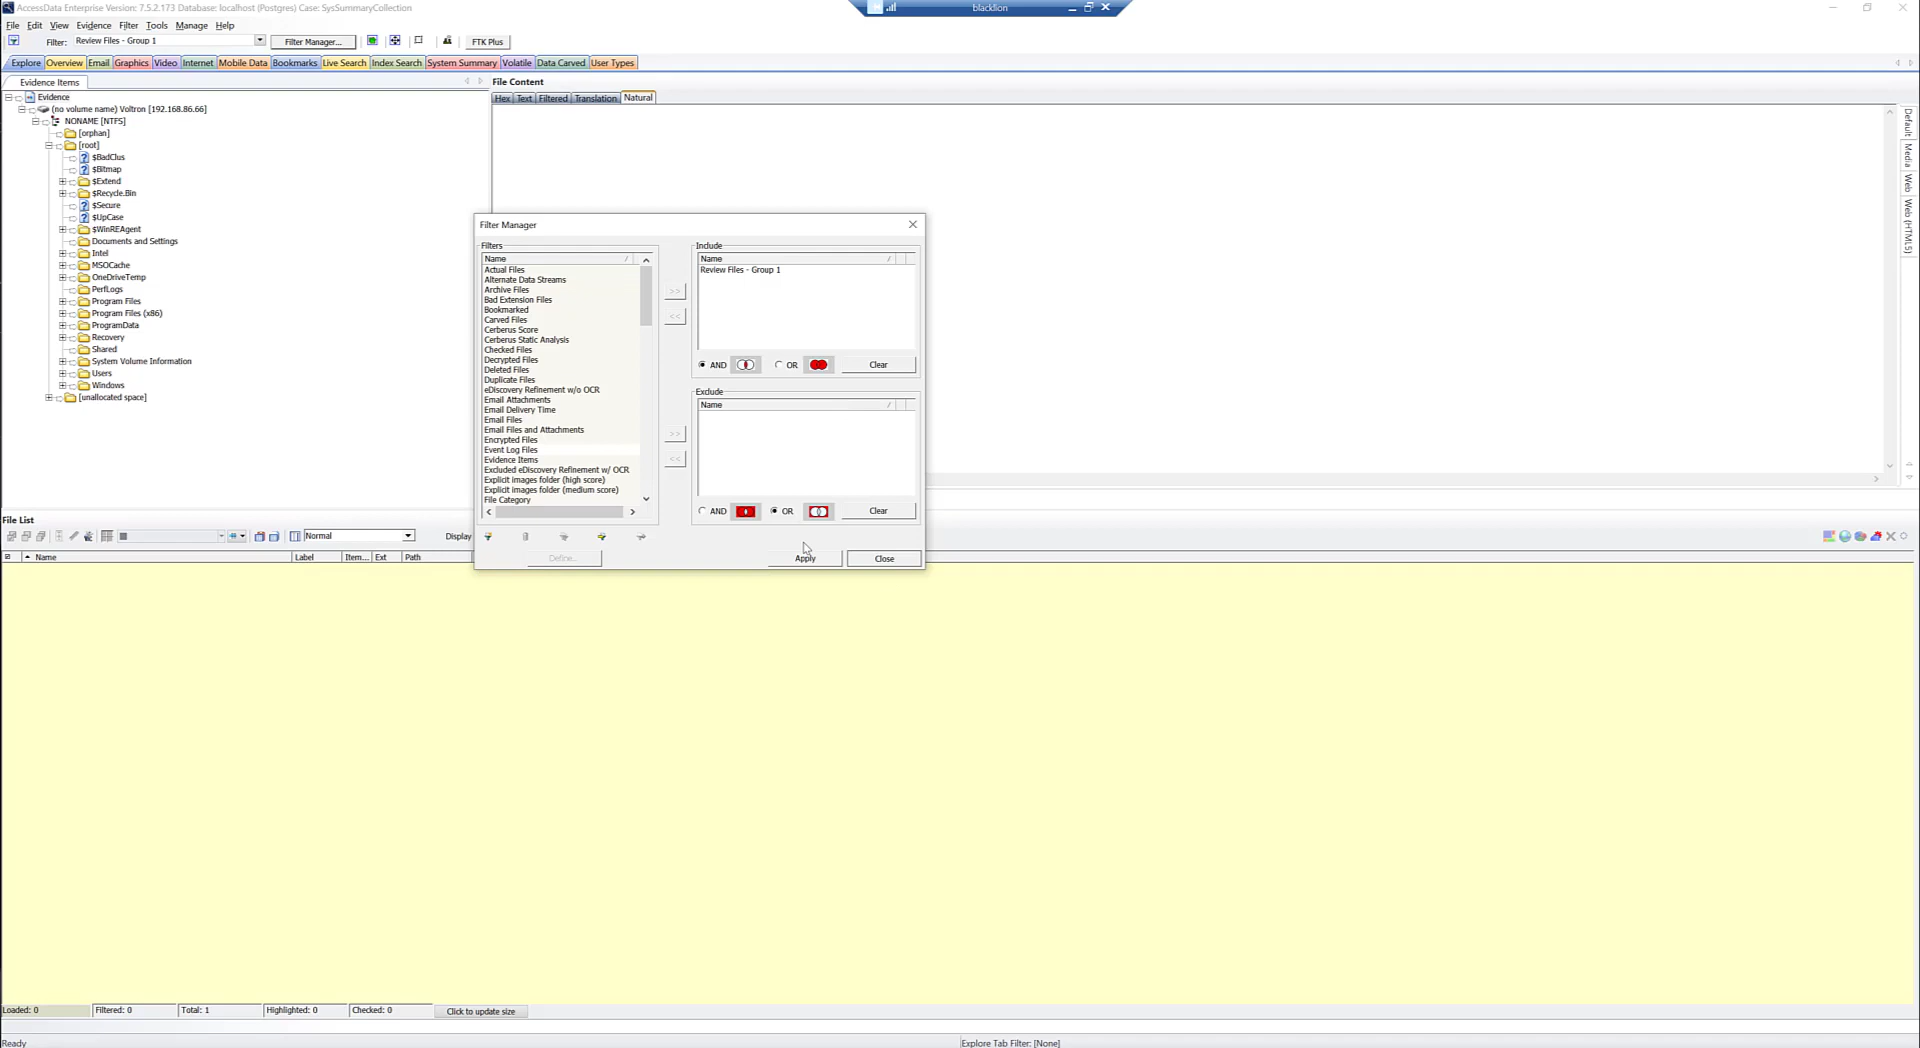 AccessData Enterprise Version: 7.5.2.173 Database: localhost (Postgres) Case: SysSummaryCollection
blacklion
File Edit View Evidence Filter Tools Manage Help
Filter: Review Files - Group 1 Filter Manager... FTK Plus
Explore Overview Email Graphics Video Internet Mobile Data Bookmarks Live Search Index Search System Summary Volatile Data Carved User Types
Evidence Items
Evidence
(no volume name) Voltron [192.168.86.66]
NONAME [NTFS]
[orphan]
[root]
$BadClus
$Bitmap
$Extend
$Recycle.Bin
$Secure
$UpCase
$WinREAgent
Documents and Settings
Intel
MSOCache
OneDriveTemp
PerfLogs
Program Files
Program Files (x86)
ProgramData
Recovery
Shared
System Volume Information
Users
Windows
[unallocated space]
File Content
Hex Text Filtered Translation Natural
Default
Media
Web
Web (HTML5)
Filter Manager
Filters
Name
Actual Files
Alternate Data Streams
Archive Files
Bad Extension Files
Bookmarked
Carved Files
Cerberus Score
Cerberus Static Analysis
Checked Files
Decrypted Files
Deleted Files
Duplicate Files
eDiscovery Refinement w/o OCR
Email Attachments
Email Delivery Time
Email Files
Email Files and Attachments
Encrypted Files
Event Log Files
Evidence Items
Excluded eDiscovery Refinement w/ OCR
Explicit images folder (high score)
Explicit images folder (medium score)
File Category
>>
<<
>>
<<
Include
Name
Review Files - Group 1
AND OR Clear
Exclude
Name
AND OR Clear
Define... Apply Close
File List
Normal Display
Name Label Item... Ext Path
Loaded: 0 Filtered: 0 Total: 1 Highlighted: 0 Checked: 0 Click to update size
Ready Explore Tab Filter: [None]